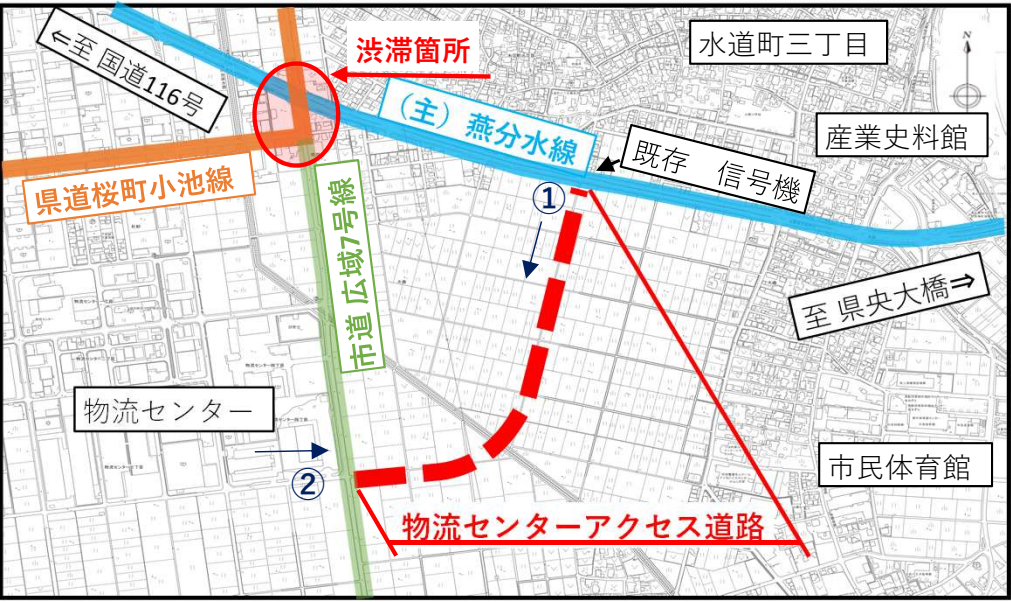 ←至 国道116号
渋滞箇所
水道町三丁目
N
(主) 燕分水線
産業史料館
既存 信号機
県道桜町小池線
①
市道 広域7号線
至 県央大橋⇒
物流センター
市民体育館
②
物流センターアクセス道路